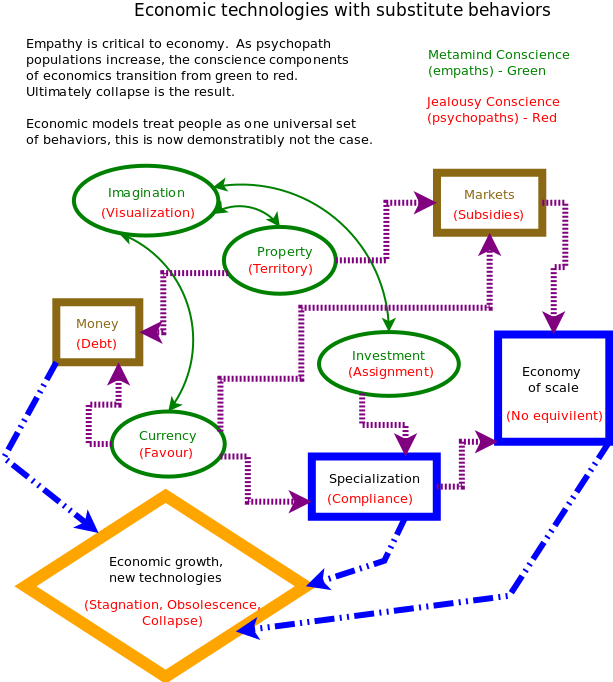 Economic technologies with substitute behaviors
Empathy is critical to economy.  As psychopath
populations increase, the conscience components
of economics transition from green to red.
Ultimately collapse is the result.
Economic models treat people as one universal set
of behaviors, this is now demonstratibly not the case.
Metamind Conscience
(empaths) - Green
Jealousy Conscience
(psychopaths) - Red
Imagination
(Visualization)
Markets
(Subsidies)
Property
(Territory)
Money
(Debt)
Investment
(Assignment)
Economy
of scale
(No equivilent)
Currency
(Favour)
Specialization
(Compliance)
Economic growth,
new technologies
(Stagnation, Obsolescence,
Collapse)